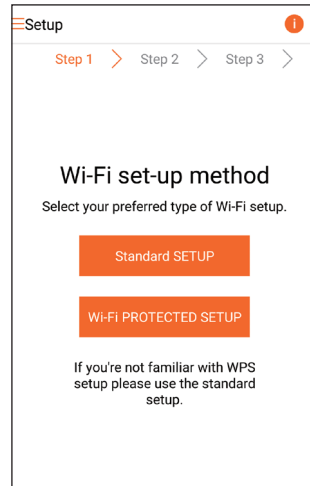 Setup
Step 1 Step 2 Step 3
Wi-Fi set-up method
Select your preferred type of Wi-Fi setup.
Standard SETUP
Wi-Fi PROTECTED SETUP
If you're not familiar with WPS
setup please use the standard
setup.